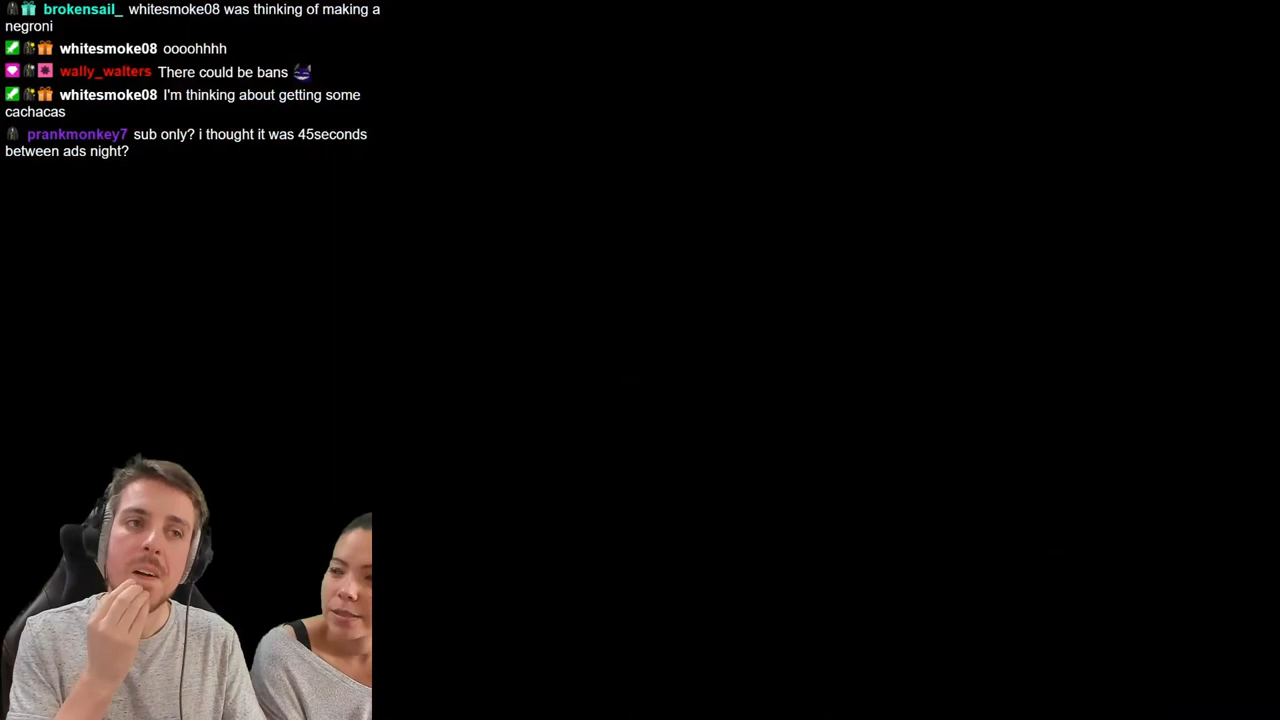 brokensail_ whitesmoke08 was thinking of making a
negroni
whitesmoke08 oooohhhh
wally_walters There could be bans
whitesmoke08 I'm thinking about getting some
cachacas
prankmonkey7 sub only? i thought it was 45seconds
between ads night?